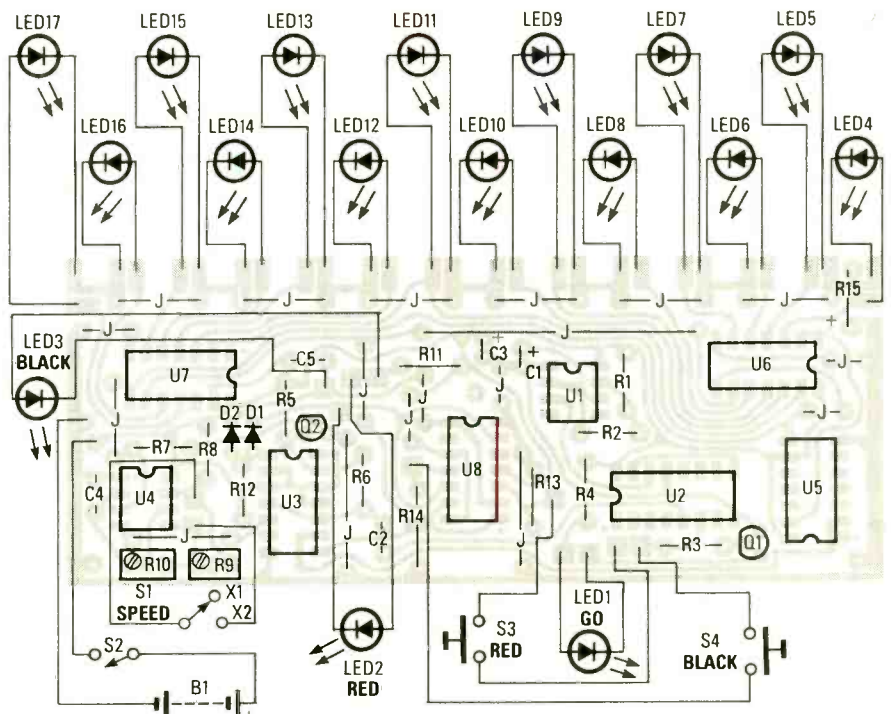 LED17 LED15 LED13 LED11 LED9 LED7 LED5
LED16 LED14 LED12 LED10 LED8 LED6 LED4
J J J J J J R15
+
LED3
BLACK
J
U7
C5
R11
C3
+
+
C1
J
U1
R1
U6
J
J
R5
J
J
J
J
D2 D1
Q2
R2
J
R7
R8
U4
C4
R12
U3
R6
J
C2
R14
U8
R13
J
R4
U2
R3
Q1
U5
J
R10
R9
S1
SPEED
X1
X2
S2
B1
+
LED2
RED
S3
RED
LED1
GO
S4
BLACK